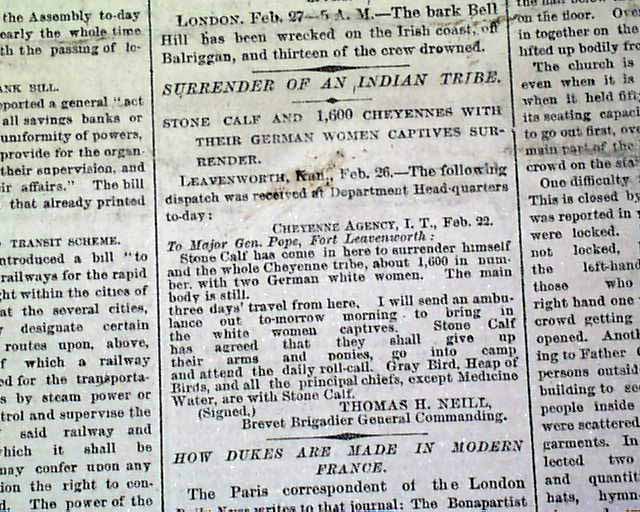 the Assembly to-day
early the whole time
th the passing of lo-
ANK BILL.
ported a general "act
all savings banks or
uniformity of powers,
provide for the organ-
their supervision, and
ir affairs." The bill
that already printed
TRANSIT SCHEME.
ntroduced a bill "to
railways for the rapid
ght within the cities of
at the several cities,
designate certain
routes upon, above,
f which a railway
ed for the transporta-
s by steam power or
trol and supervise the
said railway and
which it shall be
may confer upon any
ion the right to con-
d. The power of the
LONDON, Feb. 27—5 A. M.—The bark Bell
Hill has been wrecked on the Irish coast, off
Balriggan, and thirteen of the crew drowned.
SURRENDER OF AN INDIAN TRIBE.
STONE CALF AND 1,600 CHEYENNES WITH
THEIR GERMAN WOMEN CAPTIVES SUR-
RENDER.
LEAVENWORTH, Kan., Feb. 26.—The following
dispatch was received at Department Head-quarters
to-day:
CHEYENNE AGENCY, I. T., Feb. 22.
To Major Gen. Pope, Fort Leavenworth:
Stone Calf has come in here to surrender himself
and the whole Cheyenne tribe, about 1,600 in num-
ber, with two German white women. The main
body is still.
three days' travel from here. I will send an ambu-
lance out to-morrow morning to bring in
the white women captives. Stone Calf
has agreed that they shall give up
their arms and ponies, go into camp
and attend the daily roll-call. Gray Bird, Heap of
Birds, and all the principal chiefs, except Medicine
Water, are with Stone Calf.
(Signed,) THOMAS H. NEILL,
Brevet Brigadier General Commanding.
HOW DUKES ARE MADE IN MODERN
FRANCE.
The Paris correspondent of the London
Daily News writes to that journal: The Bonapartist
on the floor. Over
in together on the
lifted up bodily from
The church is
even when it is
when it held fifty
its seating capaci
to go out first, ove
main part of the
crowd on the stai
One difficulty
This is closed by
was reported in
were locked.
not locked,
the left-hand
those who
right hand one
crowd getting
opened. Anoth
ing to Father
persons outside
building to se
people inside
were scattered
garments. In
lected two
and quantit
hats, hymn-